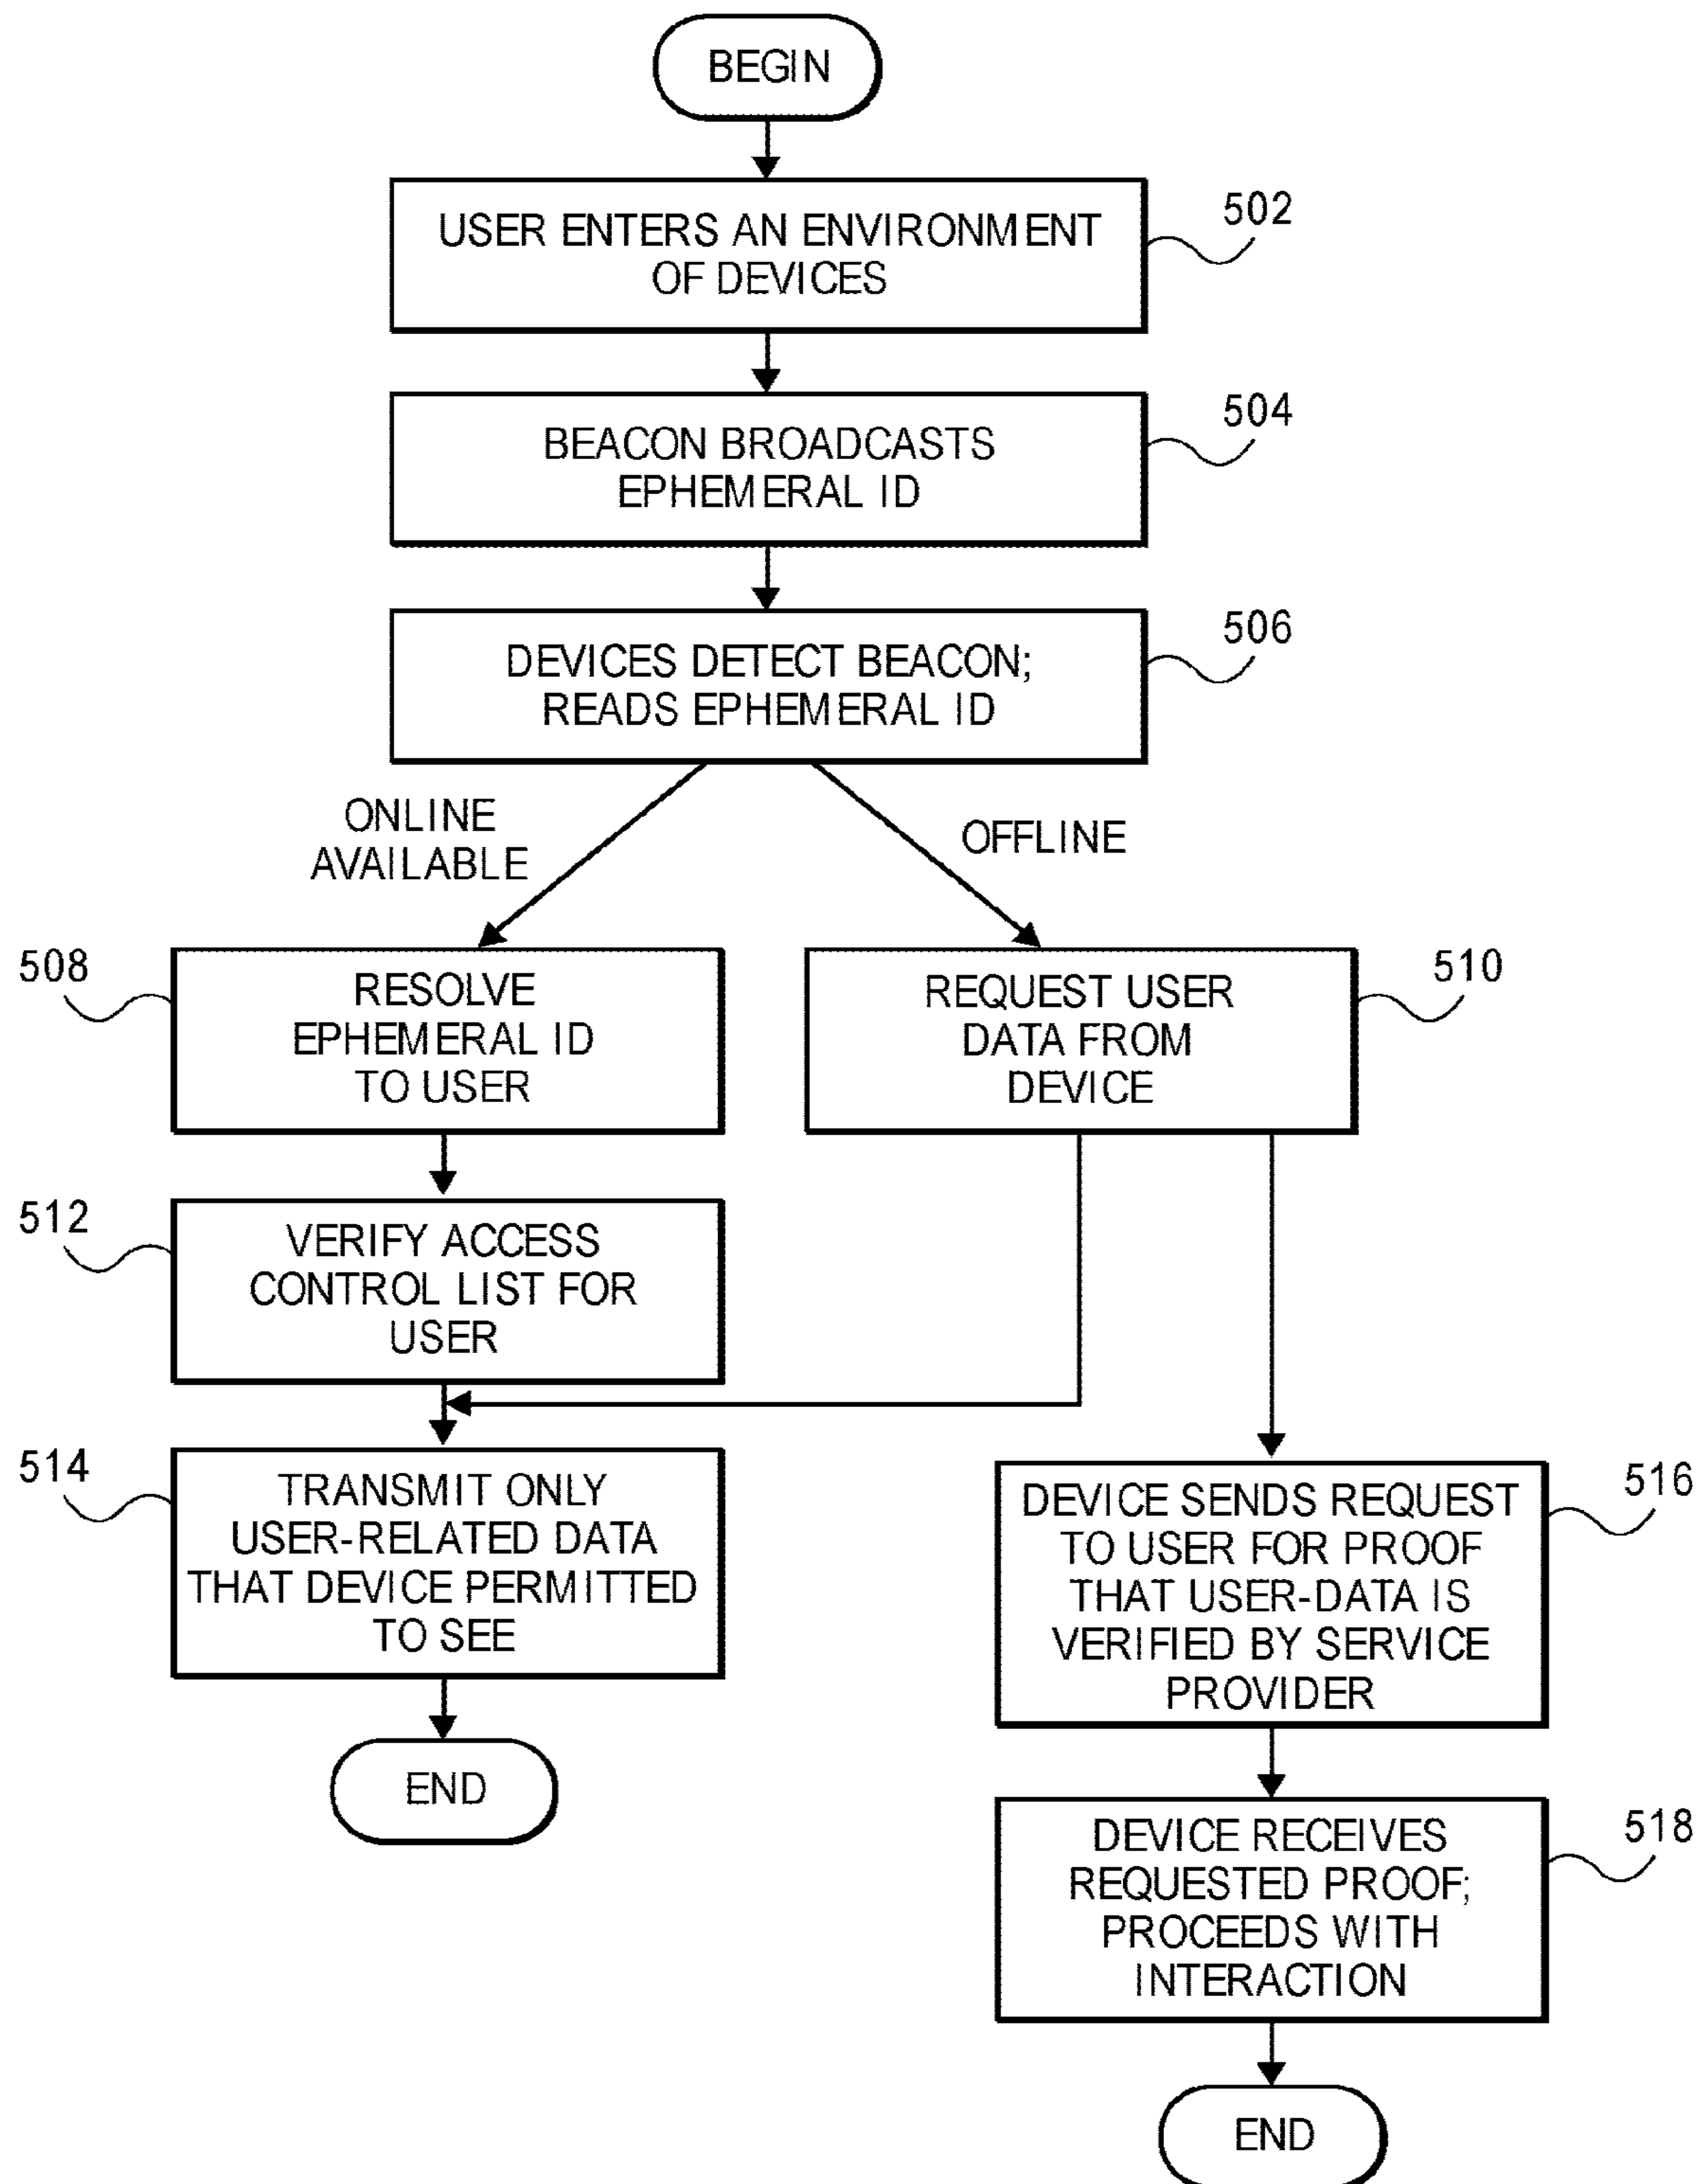 BEGIN
USER ENTERS AN ENVIRONMENT
OF DEVICES
502
BEACON BROADCASTS
EPHEMERAL ID
504
DEVICES DETECT BEACON;
READS EPHEMERAL ID
506
ONLINE
AVAILABLE
OFFLINE
508
RESOLVE
EPHEMERAL ID
TO USER
REQUEST USER
DATA FROM
DEVICE
510
512
VERIFY ACCESS
CONTROL LIST FOR
USER
514
TRANSMIT ONLY
USER-RELATED DATA
THAT DEVICE PERMITTED
TO SEE
END
DEVICE SENDS REQUEST
TO USER FOR PROOF
THAT USER-DATA IS
VERIFIED BY SERVICE
PROVIDER
516
DEVICE RECEIVES
REQUESTED PROOF;
PROCEEDS WITH
INTERACTION
518
END